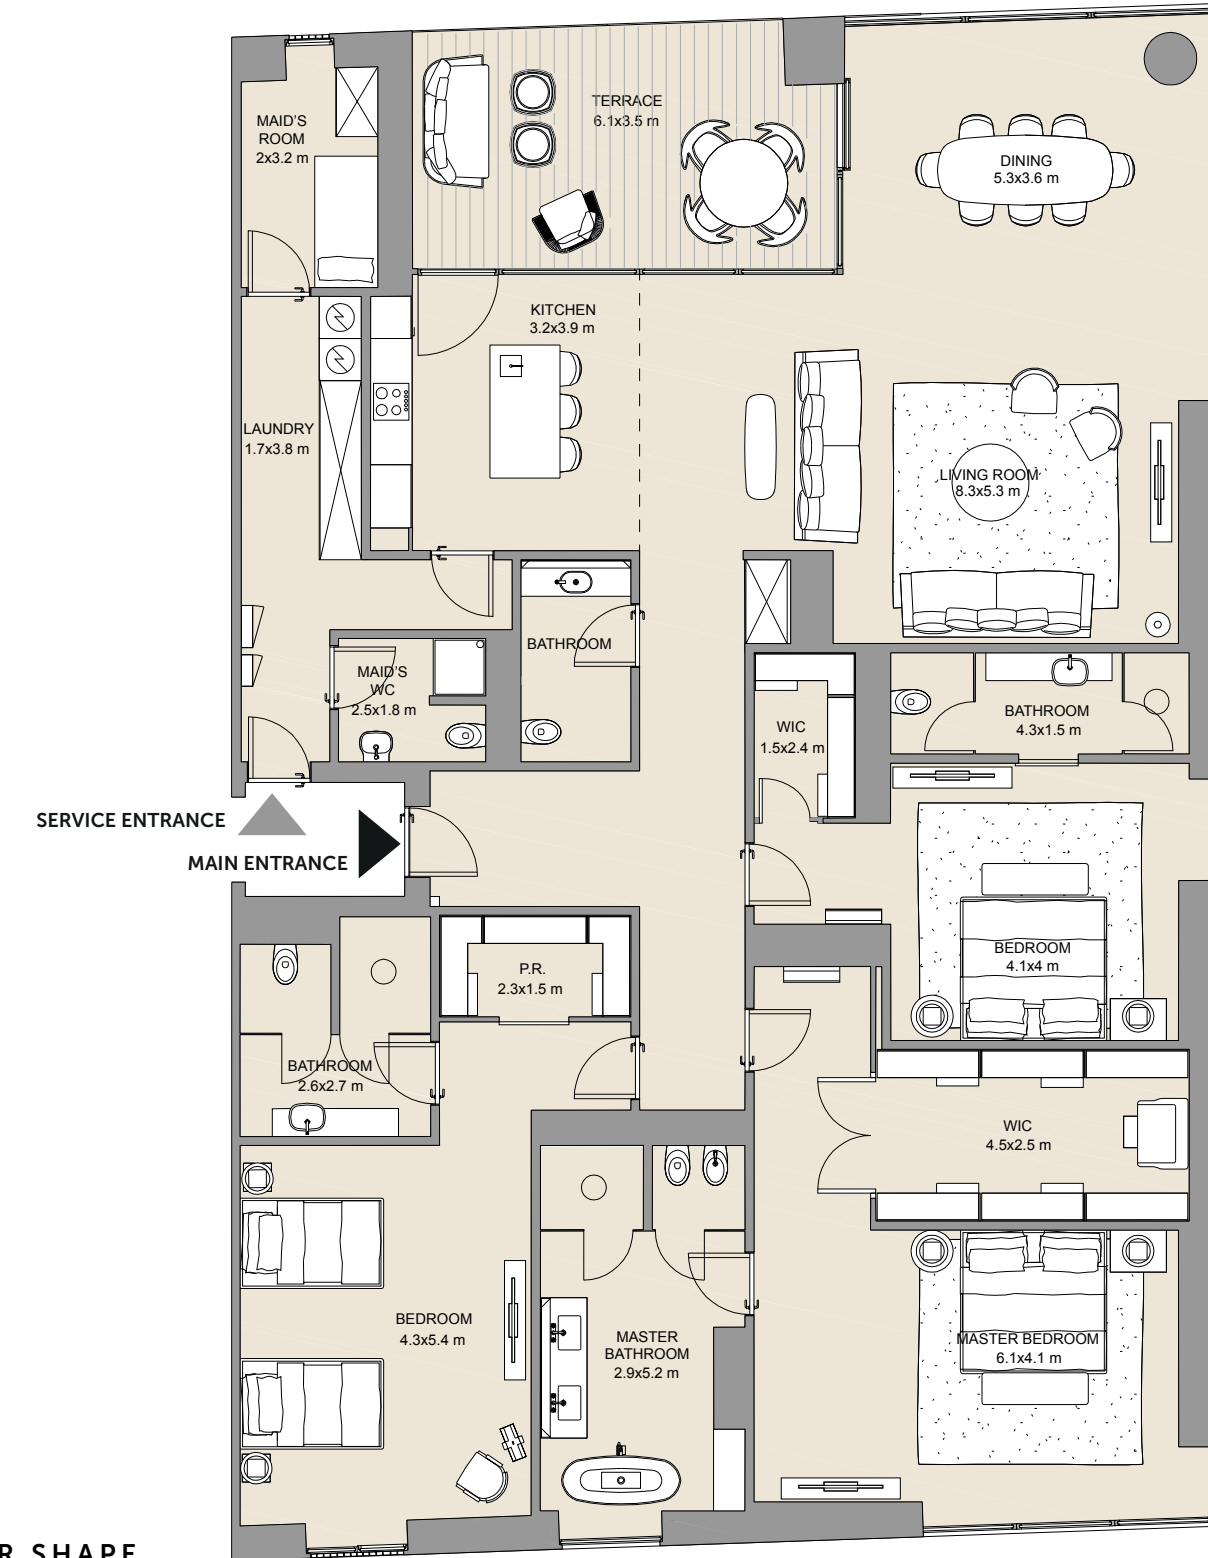 MAID'S
ROOM
2x3.2 m
TERRACE
6.1x3.5 m
DINING
5.3x3.6 m
KITCHEN
3.2x3.9 m
LAUNDRY
1.7x3.8 m
LIVING ROOM
8.3x5.3 m
BATHROOM
MAID'S
WC
2.5x1.8 m
WIC
1.5x2.4 m
BATHROOM
4.3x1.5 m
SERVICE ENTRANCE
MAIN ENTRANCE
BEDROOM
4.1x4 m
P.R.
2.3x1.5 m
BATHROOM
2.6x2.7 m
WIC
4.5x2.5 m
BEDROOM
4.3x5.4 m
MASTER
BATHROOM
2.9x5.2 m
MASTER BEDROOM
6.1x4.1 m
R SHAPE